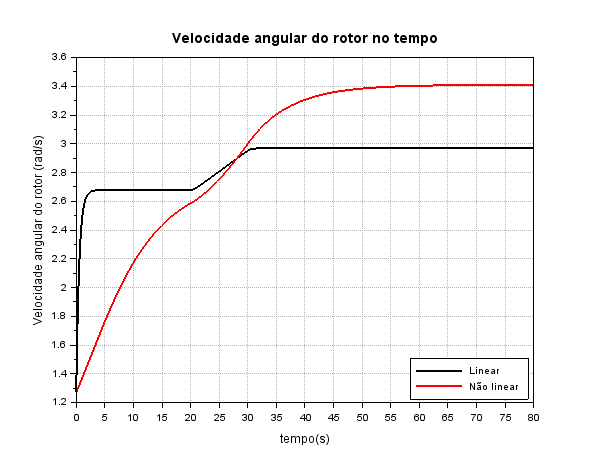 Velocidade angular do rotor no tempo
Velocidade angular do rotor (rad/s)
3.6
3.4
3.2
3
2.8
2.6
2.4
2.2
2
1.8
1.6
1.4
1.2
0 5 10 15 20 25 30 35 40 45 50 55 60 65 70 75 80
tempo(s)
Linear
Não linear